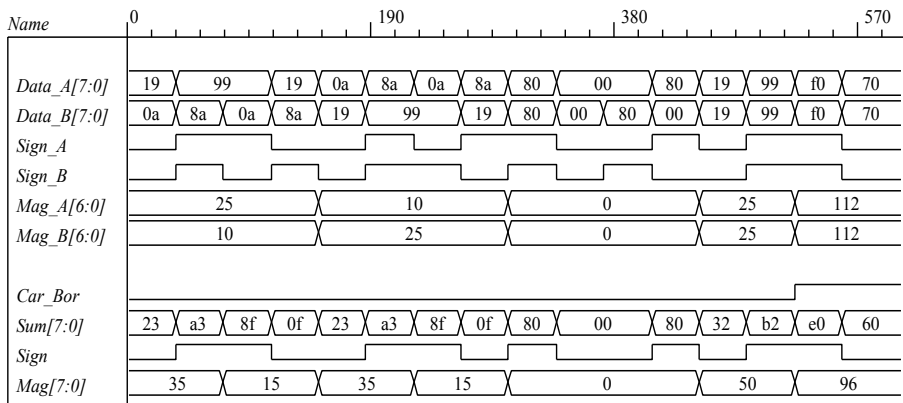 Name 0 190 380 570
Data_A[7:0] 19 99 19 0a 8a 0a 8a 80 00 80 19 99 f0 70
Data_B[7:0] 0a 8a 0a 8a 19 99 19 80 00 80 00 19 99 f0 70
Sign_A
Sign_B
Mag_A[6:0] 25 10 0 25 112
Mag_B[6:0] 10 25 0 25 112
Car_Bor
Sum[7:0] 23 a3 8f 0f 23 a3 8f 0f 80 00 80 32 b2 e0 60
Sign
Mag[7:0] 35 15 35 15 0 50 96